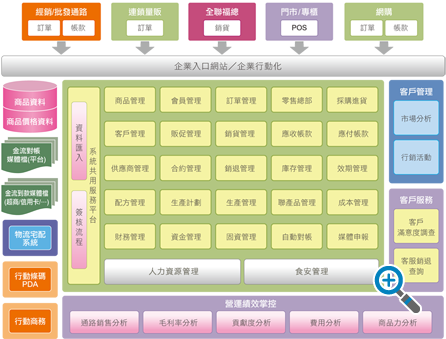 經銷/批發通路
連鎖量販
全聯福總
門市/專櫃
網購
訂單
帳款
訂單
銷貨
POS
訂單
帳款
企業入口網站／企業行動化
商品資料
商品價格資料
金流對帳
媒體檔(平台)
金流對款媒體檔
(超商/信用卡/…)
物流宅配
系統
行動條碼
PDA
行動商務
資料匯入
簽核流程
系統共用服務平台
商品管理
會員管理
訂單管理
零售總部
採購進貨
客戶管理
販促管理
銷貨管理
應收帳款
應付帳款
供應商管理
合約管理
銷退管理
庫存管理
效期管理
配方管理
生產計劃
生產管理
聯產品管理
成本管理
財務管理
資金管理
固資管理
自動對帳
媒體申報
人力資源管理
食安管理
客戶管理
市場分析
行銷活動
客戶服務
客戶
滿意度調查
客服銷退
查詢
營運績效掌控
通路銷售分析
毛利率分析
貢獻度分析
費用分析
商品力分析